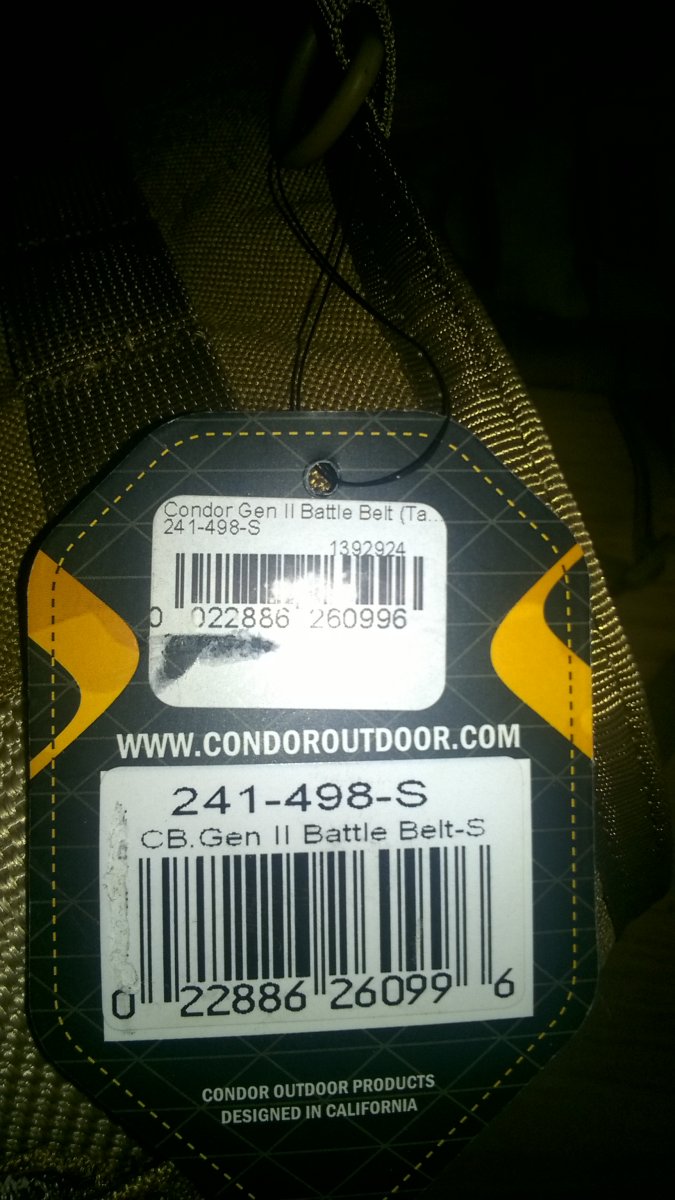 Condor Gen II Battle Belt (Ta...
241-498-S
1392924
0 022886 260996
WWW.CONDOROUTDOOR.COM
241-498-S
CB.Gen II Battle Belt-S
0 22886 26099 6
CONDOR OUTDOOR PRODUCTS
DESIGNED IN CALIFORNIA